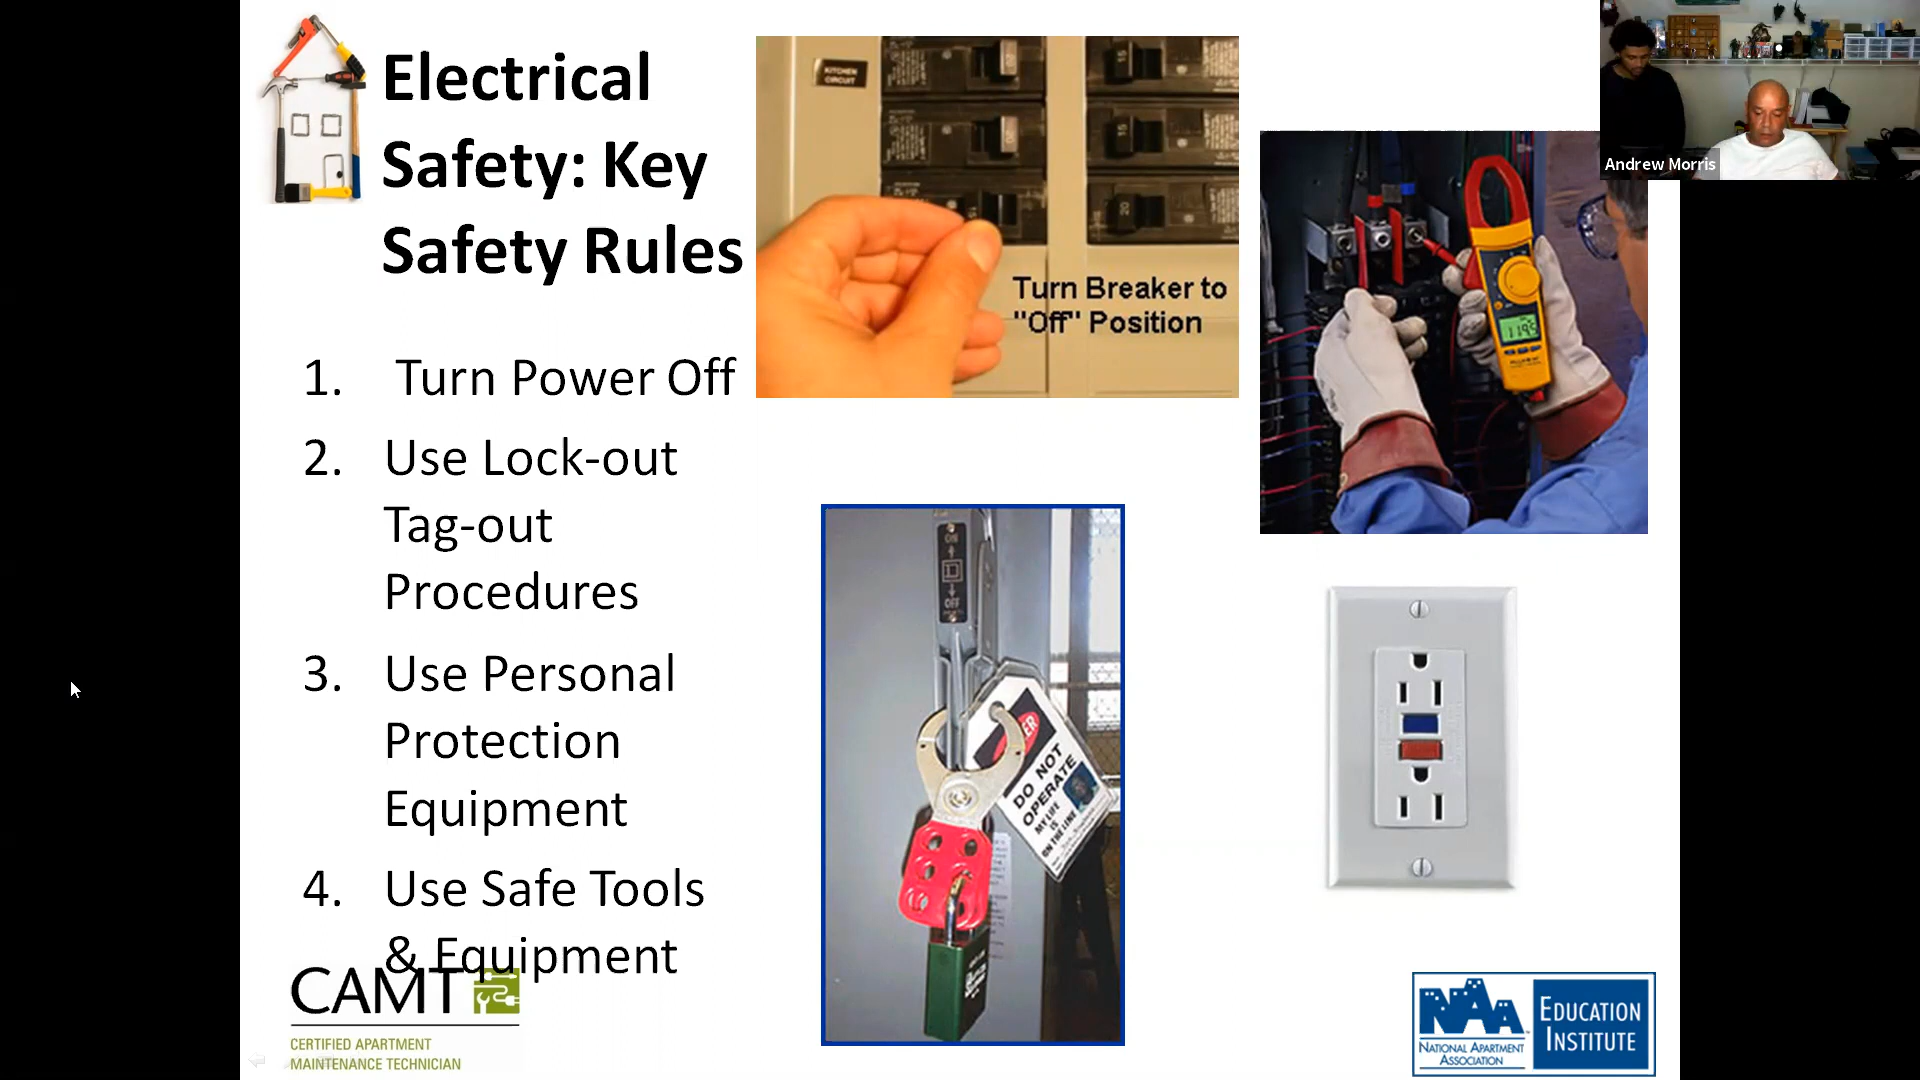 Electrical
Safety: Key
Safety Rules
1. Turn Power Off
2. Use Lock-out
Tag-out
Procedures
3. Use Personal
Protection
Equipment
4. Use Safe Tools
& Equipment
KITCHEN
CIRCUIT
Turn Breaker to
"Off" Position
15
20
Andrew Morris
ON
OFF
DO NOT
OPERATE
MY LIFE
IS
ON THE LINE
CAMT
CERTIFIED APARTMENT
MAINTENANCE TECHNICIAN
NAA
NATIONAL APARTMENT
ASSOCIATION
EDUCATION
INSTITUTE